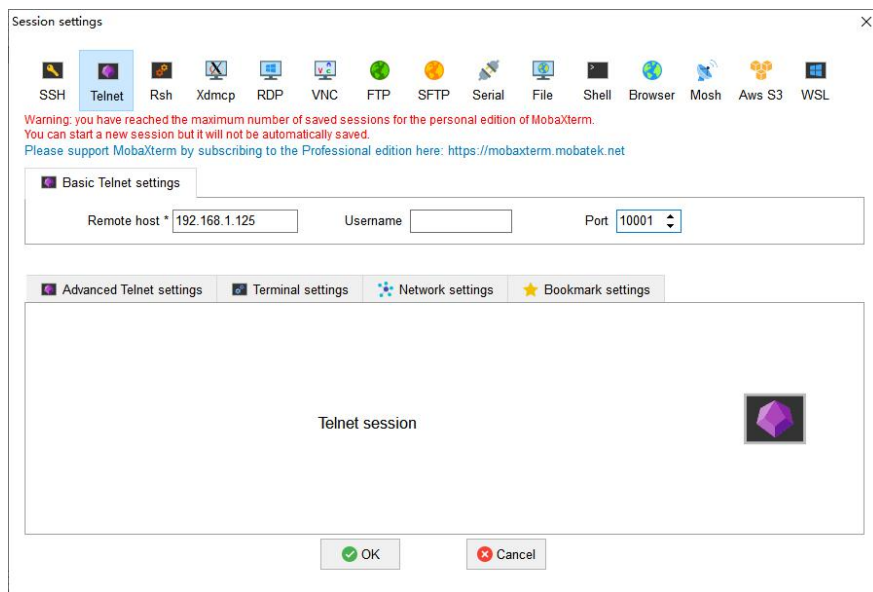 Session settings
SSH Telnet Rsh Xdmcp RDP VNC FTP SFTP Serial File Shell Browser Mosh Aws S3 WSL
Warning: you have reached the maximum number of saved sessions for the personal edition of MobaXterm.
You can start a new session but it will not be automatically saved.
Please support MobaXterm by subscribing to the Professional edition here: https://mobaxterm.mobatek.net
Basic Telnet settings
Remote host * 192.168.1.125 Username Port 10001
Advanced Telnet settings Terminal settings Network settings Bookmark settings
Telnet session
OK Cancel